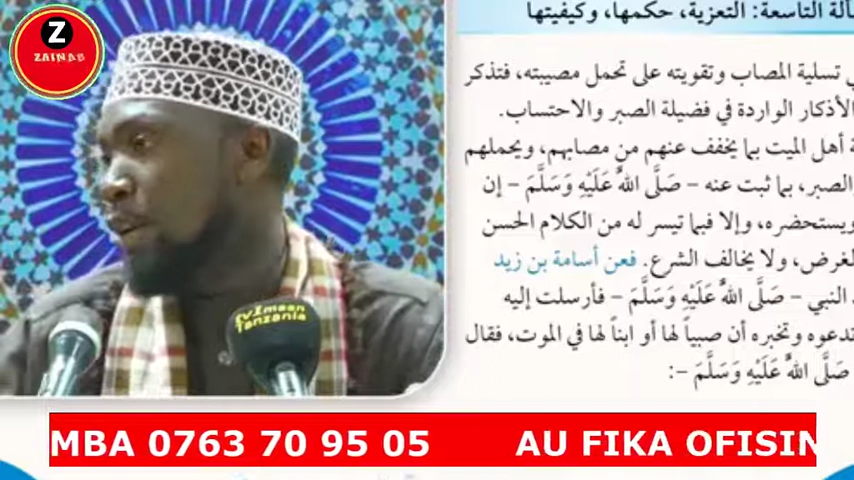 Z
ZAINAB
tv1maan
Tanzania
المسألة التاسعة: التعزية، حكمها، وكيفيتها
تسلية المصاب وتقويته على تحمل مصيبته، فتذكر
الأذكار الواردة في فضيلة الصبر والاحتساب.
أهل الميت بما يخفف عنهم من مصابهم، ويحملهم
الصبر، بما ثبت عنه – صَلَّى اللهُ عَلَيْهِ وَسَلَّمَ – إن
ويستحضره، وإلا فبما تيسر له من الكلام الحسن
لغرض، ولا يخالف الشرع. فعن أسامة بن زيد
النبي – صَلَّى اللهُ عَلَيْهِ وَسَلَّمَ – فأرسلت إليه
تدعوه وتخبره أن صبياً لها أو ابناً لها في الموت، فقال
صَلَّى اللهُ عَلَيْهِ وَسَلَّمَ –:
MBA 0763 70 95 05 AU FIKA OFISIN